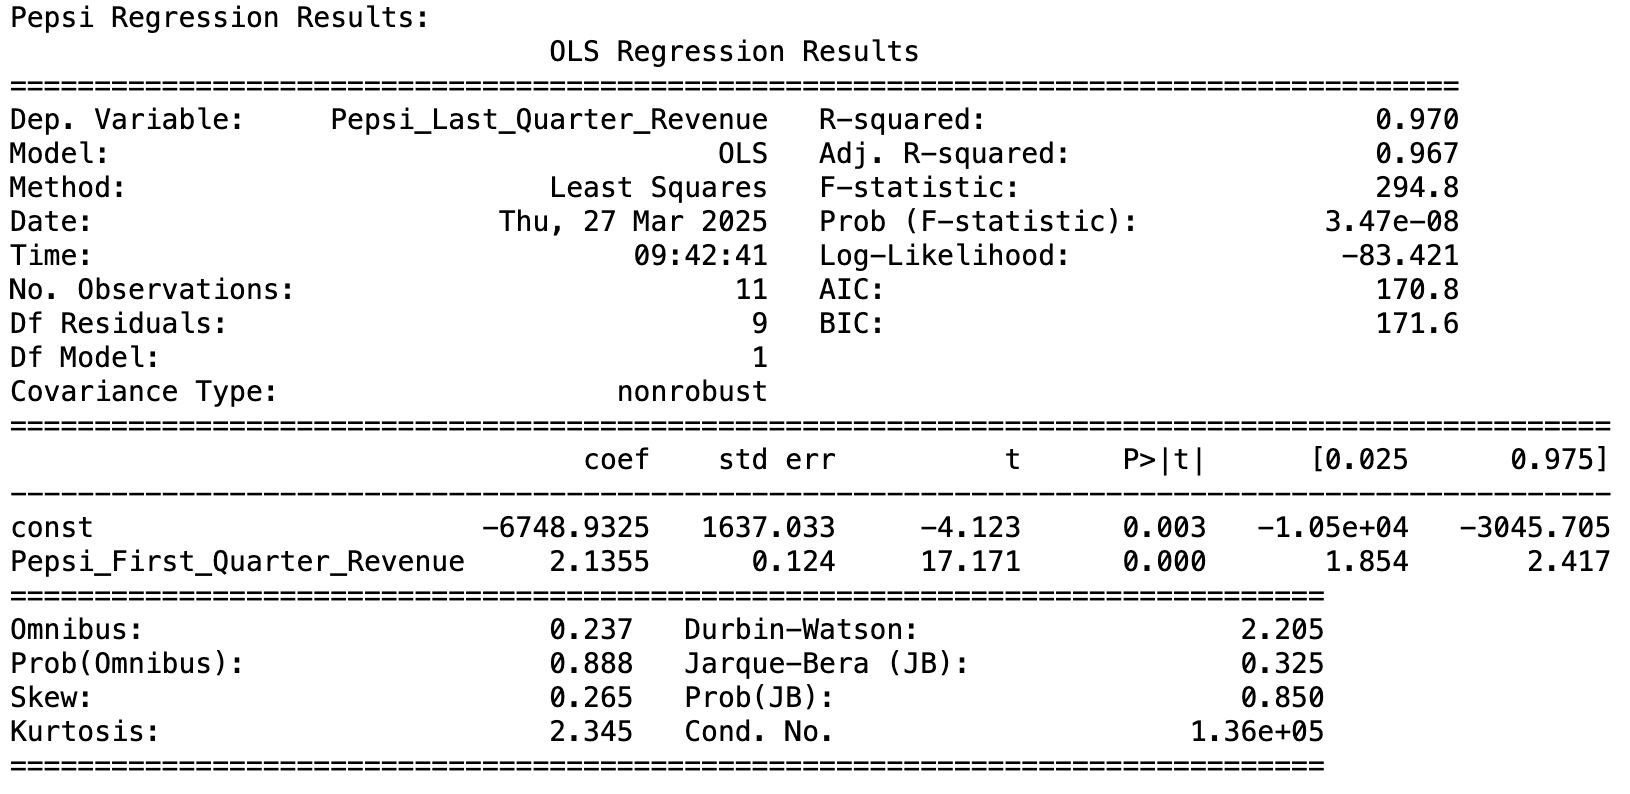 Pepsi Regression Results:
                                OLS Regression Results
======================================================================================
Dep. Variable:     Pepsi_Last_Quarter_Revenue   R-squared:                       0.970
Model:                                    OLS   Adj. R-squared:                  0.967
Method:                         Least Squares   F-statistic:                     294.8
Date:                        Thu, 27 Mar 2025   Prob (F-statistic):           3.47e-08
Time:                                09:42:41   Log-Likelihood:                -83.421
No. Observations:                          11   AIC:                             170.8
Df Residuals:                               9   BIC:                             171.6
Df Model:                                   1
Covariance Type:                    nonrobust
===============================================================================================
                                  coef    std err          t      P>|t|      [0.025      0.975]
-----------------------------------------------------------------------------------------------
const                       -6748.9325   1637.033     -4.123      0.003   -1.05e+04   -3045.705
Pepsi_First_Quarter_Revenue     2.1355      0.124     17.171      0.000       1.854       2.417
==============================================================================
Omnibus:                        0.237   Durbin-Watson:                   2.205
Prob(Omnibus):                  0.888   Jarque-Bera (JB):                0.325
Skew:                           0.265   Prob(JB):                        0.850
Kurtosis:                       2.345   Cond. No.                     1.36e+05
==============================================================================